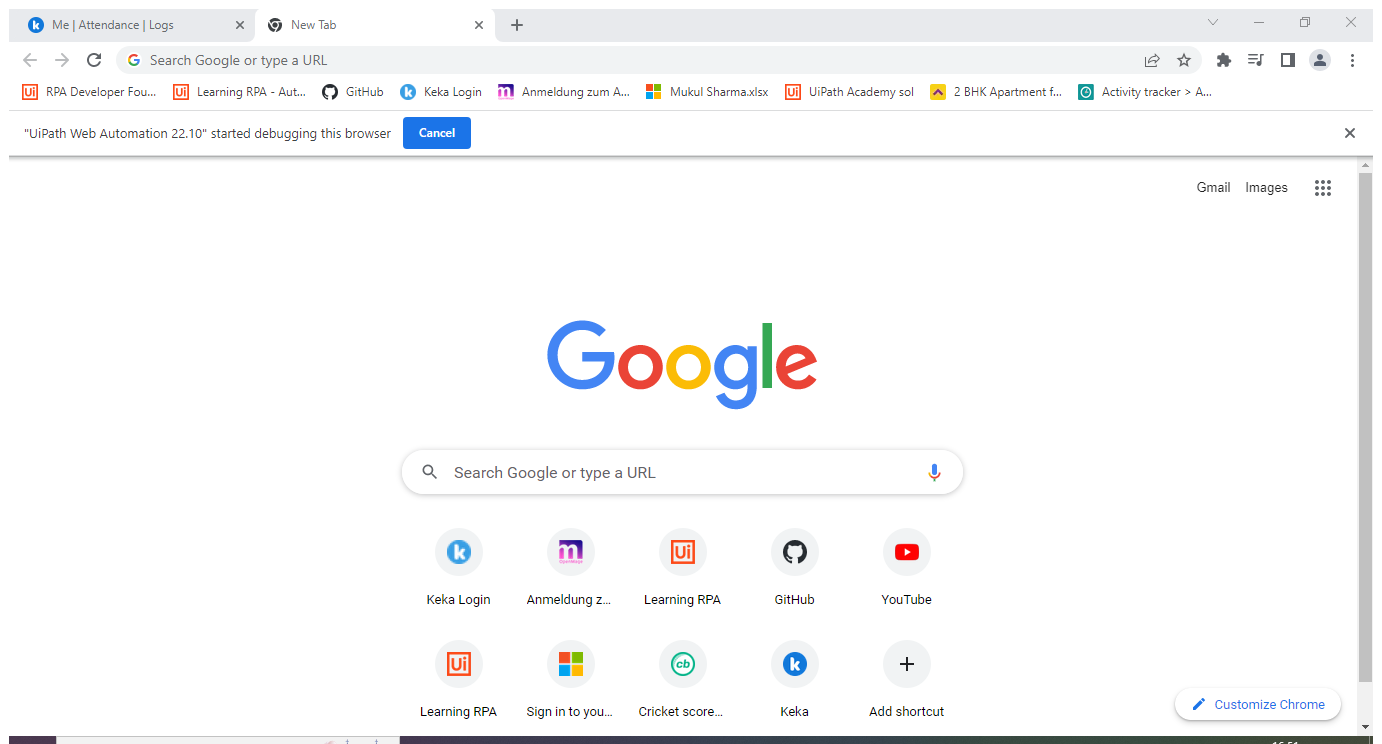 Me | Attendance | Logs
New Tab
Search Google or type a URL
Ui RPA Developer Fou... Ui Learning RPA - Aut... GitHub k Keka Login m Anmeldung zum A... Mukul Sharma.xlsx Ui UiPath Academy sol 2 BHK Apartment f... Activity tracker > A...
"UiPath Web Automation 22.10" started debugging this browser Cancel
Gmail Images
Google
Search Google or type a URL
Keka Login Anmeldung z... Learning RPA GitHub YouTube
Learning RPA Sign in to you... Cricket score... Keka Add shortcut
Customize Chrome